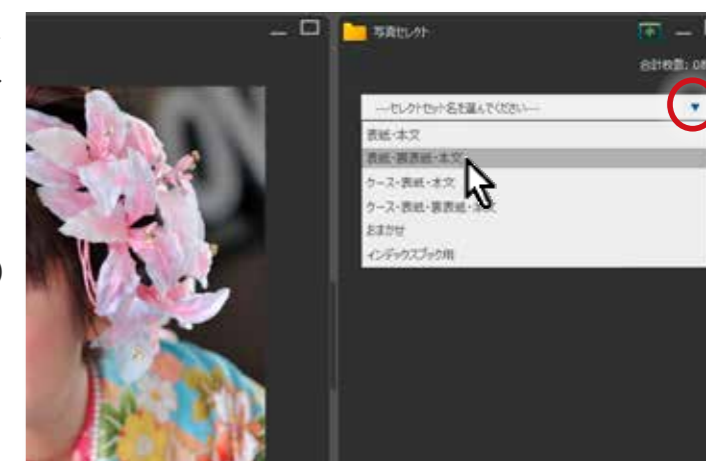 写真セレクト
合計枚数: 0
---セレクトセット名を選んでください---
表紙・本文
表紙・裏表紙・本文
ケース・表紙・本文
ケース・表紙・裏表紙・本文
おまかせ
インデックスブック用